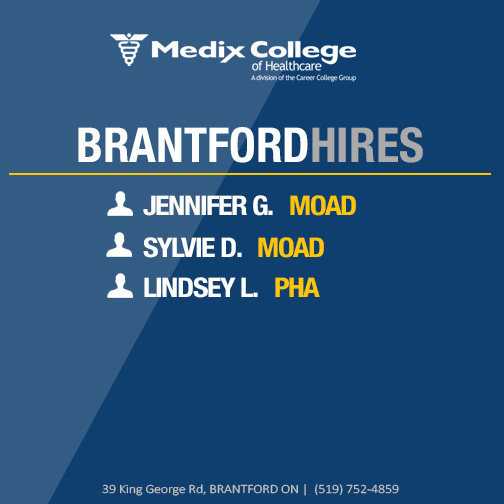 Medix College
of Healthcare
A division of the Career College Group
BRANTFORDHIRES
JENNIFER G. MOAD
SYLVIE D. MOAD
LINDSEY L. PHA
39 King George Rd, BRANTFORD ON | (519) 752-4859